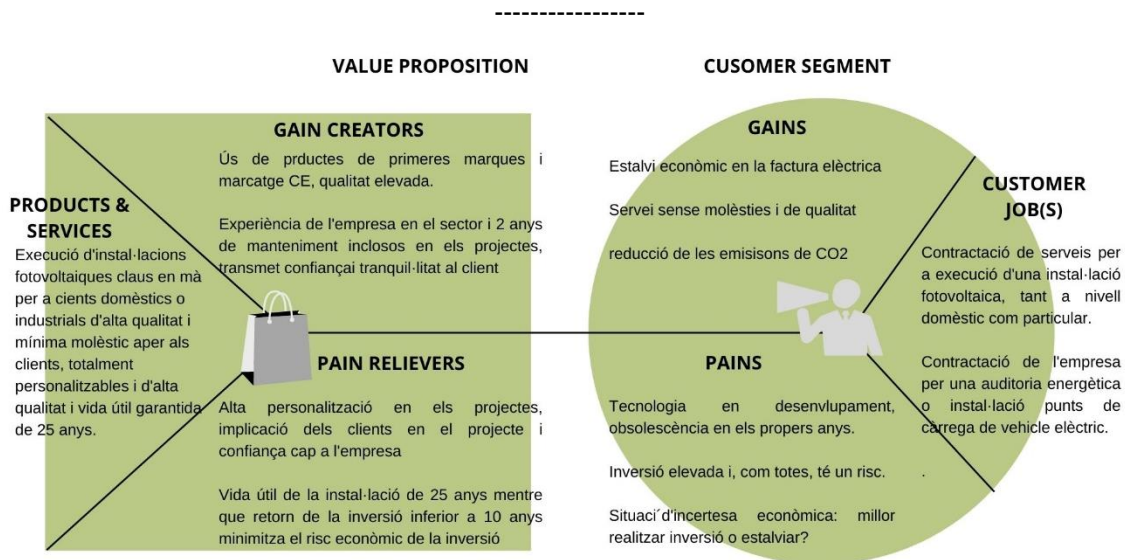 -----------------
VALUE PROPOSITION
CUSOMER SEGMENT
GAIN CREATORS
Ús de prductes de primeres marques i
marcatge CE, qualitat elevada.
Experiència de l'empresa en el sector i 2 anys
de manteniment inclosos en els projectes,
transmet confiançai tranquil·litat al client
PRODUCTS &
SERVICES
Execució d'instal·lacions
fotovoltaiques claus en mà
per a cients domèstics o
industrials d'alta qualitat i
mínima molèstic aper als
clients, totalment
personalitzables i d'alta
qualitat i vida útil garantida
de 25 anys.
PAIN RELIEVERS
Alta personalització en els projectes,
implicació dels clients en el projecte i
confiança cap a l'empresa
Vida útil de la instal·lació de 25 anys mentre
que retorn de la inversió inferior a 10 anys
minimitza el risc econòmic de la inversió
GAINS
Estalvi econòmic en la factura elèctrica
Servei sense molèsties i de qualitat
reducció de les emisisons de CO2
CUSTOMER
JOB(S)
Contractació de serveis per
a execució d'una instal·lació
fotovoltaica, tant a nivell
domèstic com particular.
Contractació de l'empresa
per una auditoria energètica
o instal·lació punts de
càrrega de vehicle elèctric.
.
PAINS
Tecnologia en desenvlupament,
obsolescència en els propers anys.
Inversió elevada i, com totes, té un risc.
Situaci´d'incertesa econòmica: millor
realitzar inversió o estalviar?